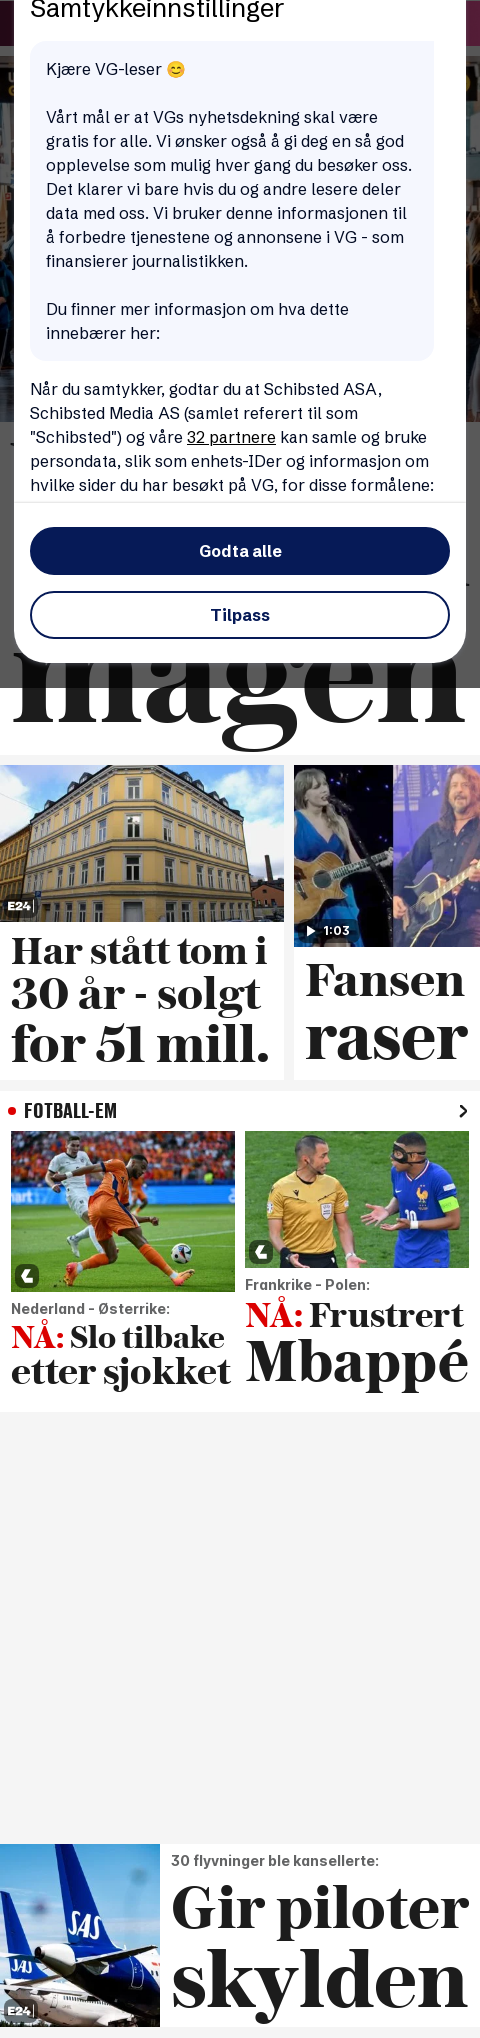 Samtykkeinnstillinger
Kjære VG-leser 😊
Vårt mål er at VGs nyhetsdekning skal være
gratis for alle. Vi ønsker også å gi deg en så god
opplevelse som mulig hver gang du besøker oss.
Det klarer vi bare hvis du og andre lesere deler
data med oss. Vi bruker denne informasjonen til
å forbedre tjenestene og annonsene i VG - som
finansierer journalistikken.
Du finner mer informasjon om hva dette
innebærer her:
Når du samtykker, godtar du at Schibsted ASA,
Schibsted Media AS (samlet referert til som
"Schibsted") og våre 32 partnere kan samle og bruke
persondata, slik som enhets-IDer og informasjon om
hvilke sider du har besøkt på VG, for disse formålene:
Godta alle
Tilpass
magen
E24
1:03
Har stått tom i
30 år - solgt
for 51 mill.
Fansen
raser
FOTBALL-EM
Nederland - Østerrike:
NÅ: Slo tilbake
etter sjokket
Frankrike - Polen:
NÅ: Frustrert
Mbappé
SAS
SAS
E24
30 flyvninger ble kansellerte:
Gir piloter
skylden